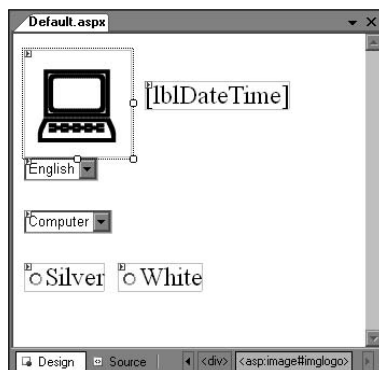 Default.aspx
[lblDateTime]
English
Computer
Silver White
Design Source <div> <asp:image#imglogo>